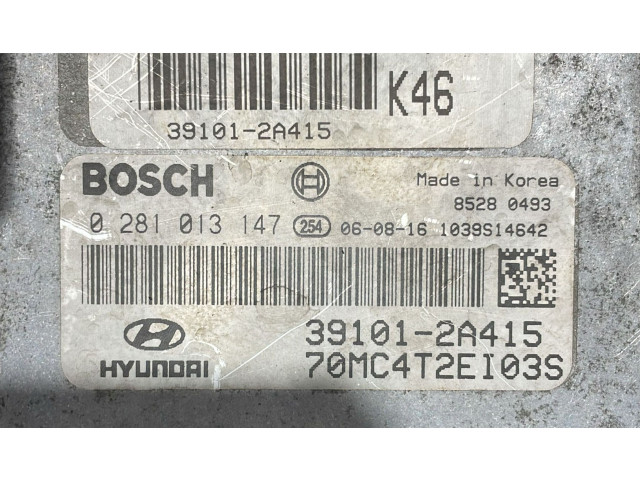 K46
39101-2A415
BOSCH
Made in Korea
8528 0493
0 281 013 147 254 06-08-16 1039S14642
39101-2A415
HYUNDAI
70MC4T2EI03S